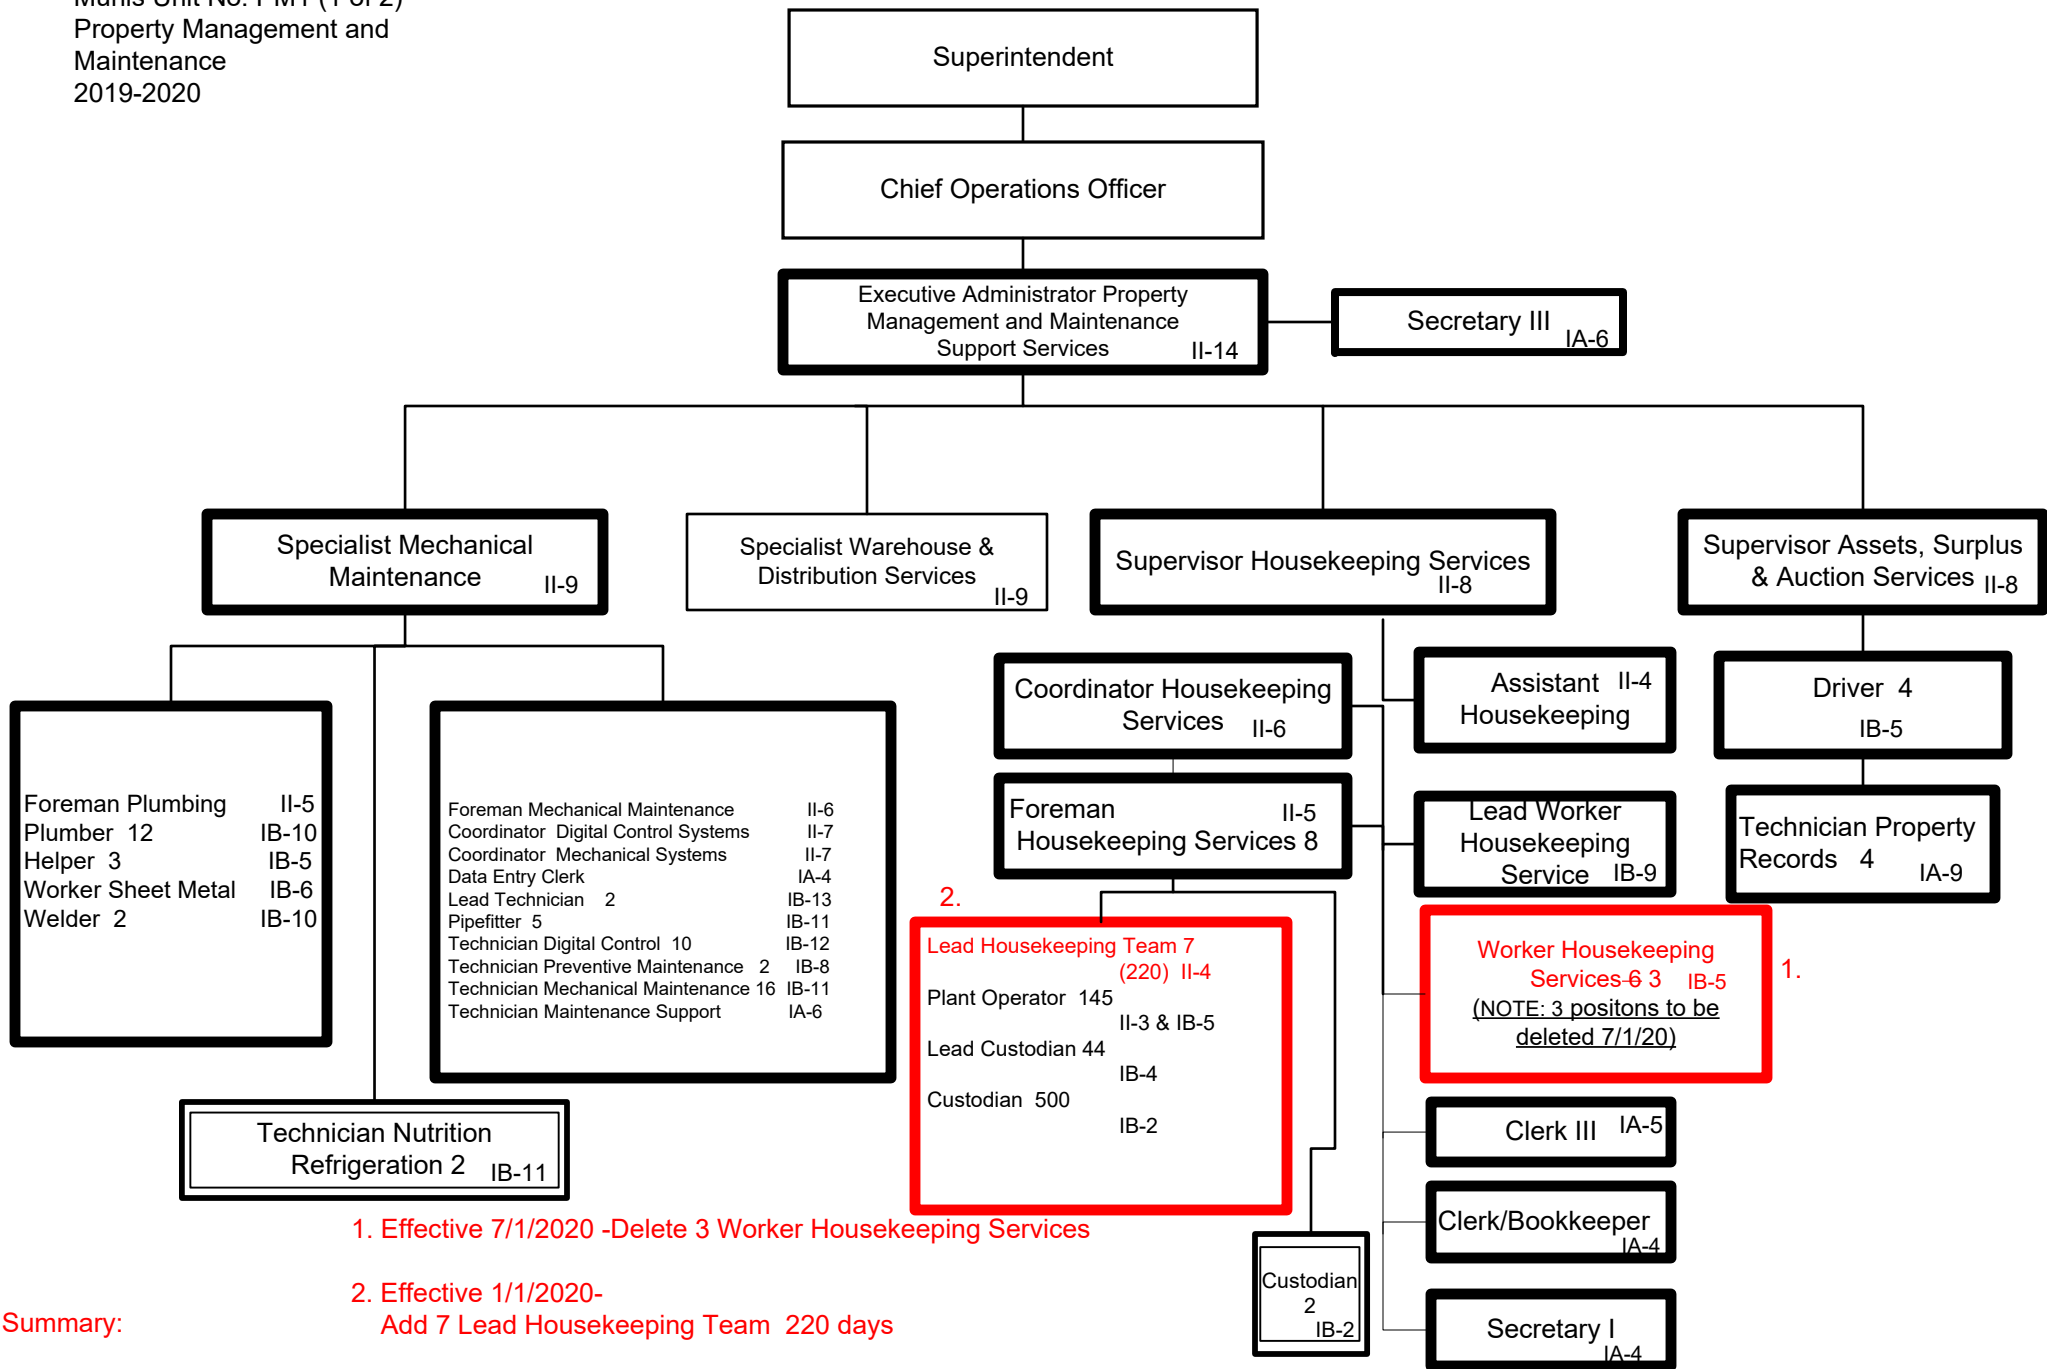 Munis Unit No. PM1 (1 of 2)
Property Management and
Maintenance
2019-2020
Superintendent
Chief Operations Officer
Executive Administrator Property
Management and Maintenance
Support Services II-14
Secretary III IA-6
Specialist Mechanical
Maintenance II-9
Specialist Warehouse &
Distribution Services
II-9
Supervisor Housekeeping Services
II-8
Supervisor Assets, Surplus
& Auction Services II-8
Coordinator Housekeeping
Services II-6
Assistant II-4
Housekeeping
Driver 4
IB-5
Foreman Plumbing II-5
Plumber 12 IB-10
Helper 3 IB-5
Worker Sheet Metal IB-6
Welder 2 IB-10
Foreman Mechanical Maintenance II-6
Coordinator Digital Control Systems II-7
Coordinator Mechanical Systems II-7
Data Entry Clerk IA-4
Lead Technician 2 IB-13
Pipefitter 5 IB-11
Technician Digital Control 10 IB-12
Technician Preventive Maintenance 2 IB-8
Technician Mechanical Maintenance 16 IB-11
Technician Maintenance Support IA-6
Foreman II-5
Housekeeping Services 8
Lead Worker
Housekeeping
Service IB-9
Technician Property
Records 4 IA-9
2.
Lead Housekeeping Team 7
(220) II-4
Plant Operator 145
II-3 & IB-5
Lead Custodian 44
IB-4
Custodian 500
IB-2
Worker Housekeeping
Services 6 3 IB-5
(NOTE: 3 positons to be
deleted 7/1/20)
1.
Technician Nutrition
Refrigeration 2 IB-11
Clerk III IA-5
Clerk/Bookkeeper
IA-4
Custodian
2
IB-2
Secretary I
IA-4
1. Effective 7/1/2020 -Delete 3 Worker Housekeeping Services
2. Effective 1/1/2020-
Add 7 Lead Housekeeping Team 220 days
Summary: